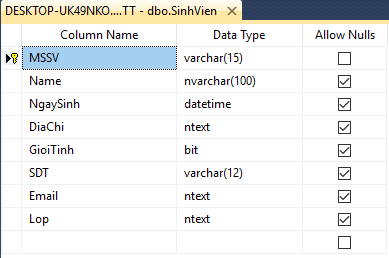 DESKTOP-UK49NKO....TT - dbo.SinhVien
Column Name Data Type Allow Nulls
MSSV varchar(15)
Name nvarchar(100)
NgaySinh datetime
DiaChi ntext
GioiTinh bit
SDT varchar(12)
Email ntext
Lop ntext